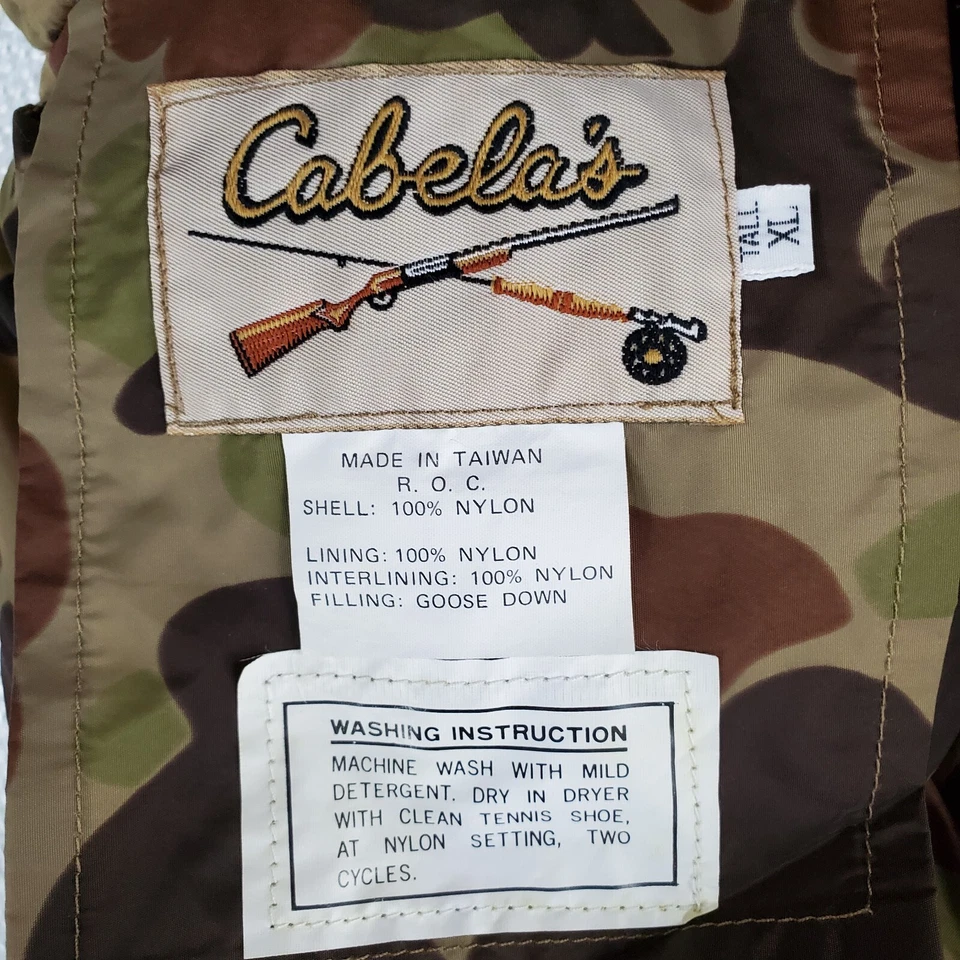 Cabela's
XL
TALL
MADE IN TAIWAN
R. O. C.
SHELL: 100% NYLON
LINING: 100% NYLON
INTERLINING: 100% NYLON
FILLING: GOOSE DOWN
WASHING INSTRUCTION
MACHINE WASH WITH MILD
DETERGENT. DRY IN DRYER
WITH CLEAN TENNIS SHOE,
AT NYLON SETTING, TWO
CYCLES.